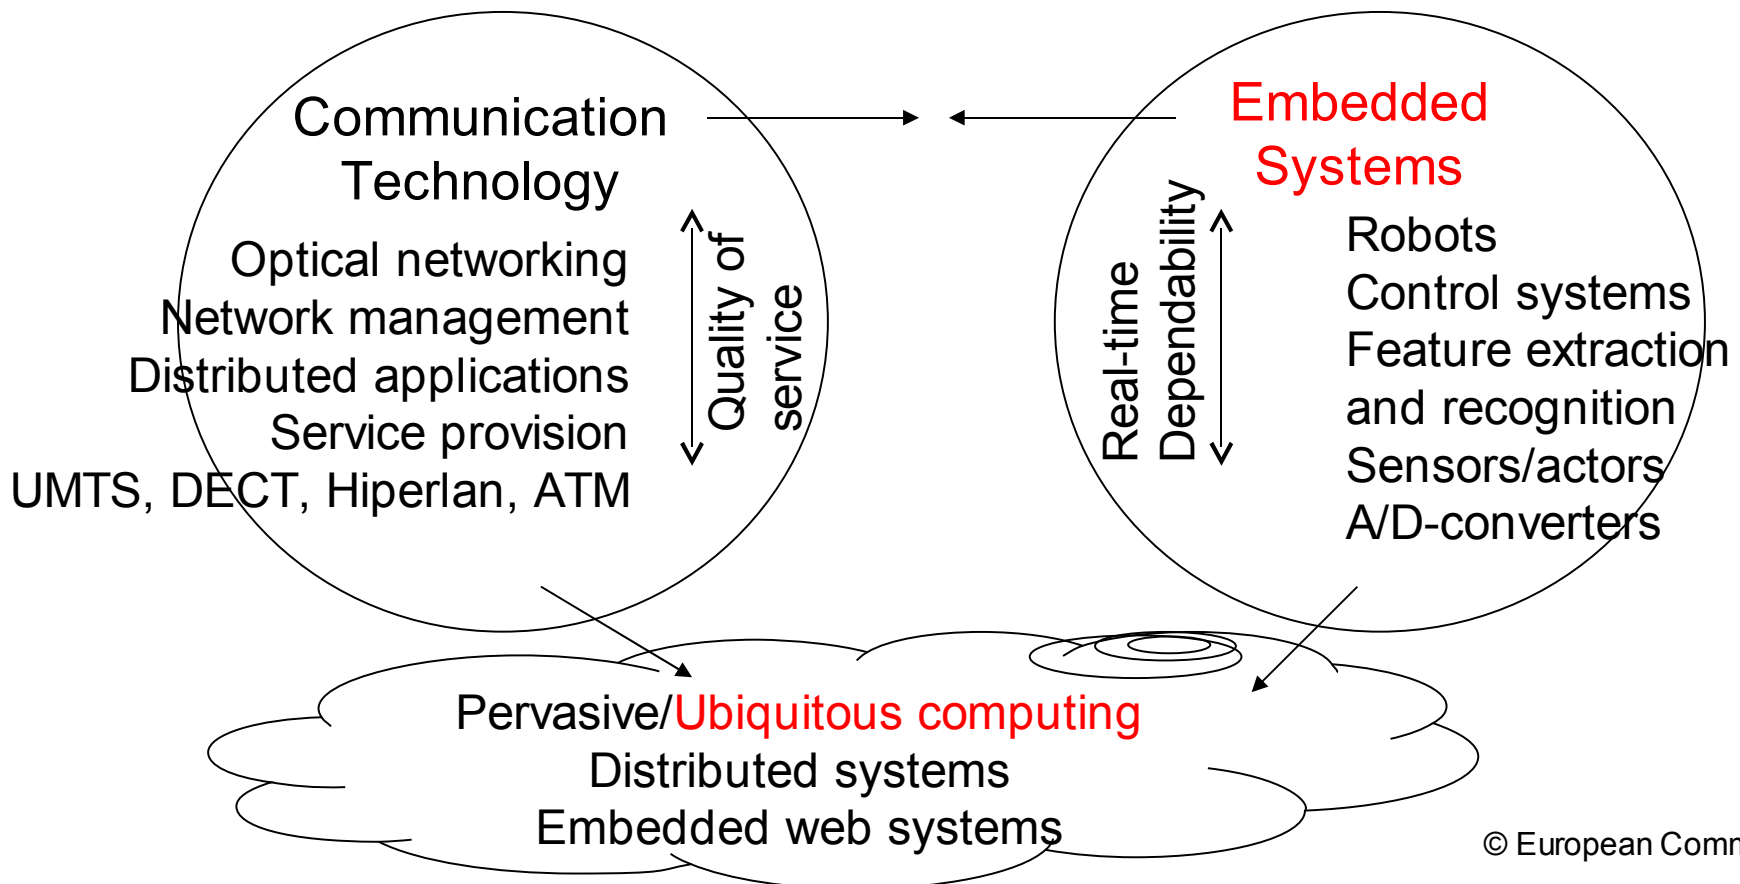 Communication
Technology
Optical networking
Network management
Distributed applications
Service provision
UMTS, DECT, Hiperlan, ATM
Quality of
service
Embedded
Systems
Real-time
Dependability
Robots
Control systems
Feature extraction
and recognition
Sensors/actors
A/D-converters
Pervasive/Ubiquitous computing
Distributed systems
Embedded web systems
© European Comm